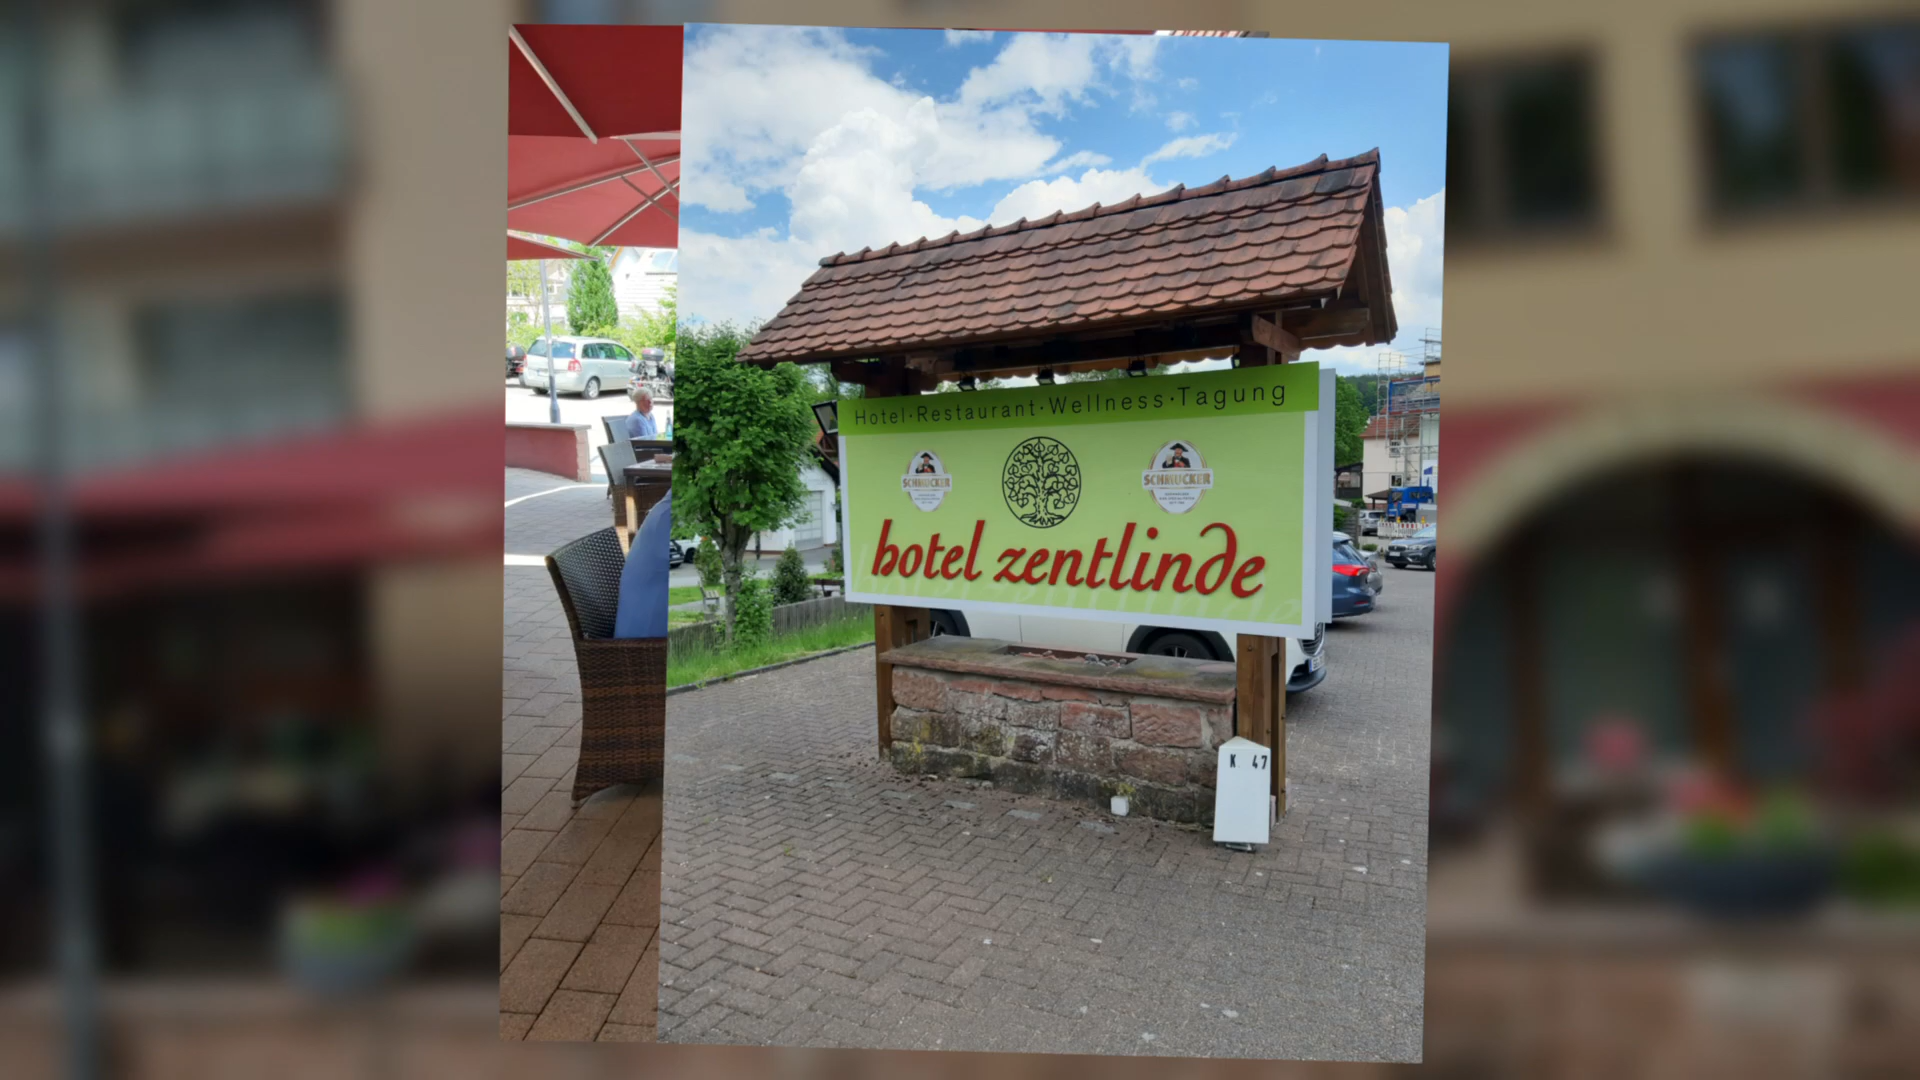 Hotel·Restaurant·Wellness·Tagung
SCHMUCKER
SCHMUCKER
hotel zentlinde
K 47